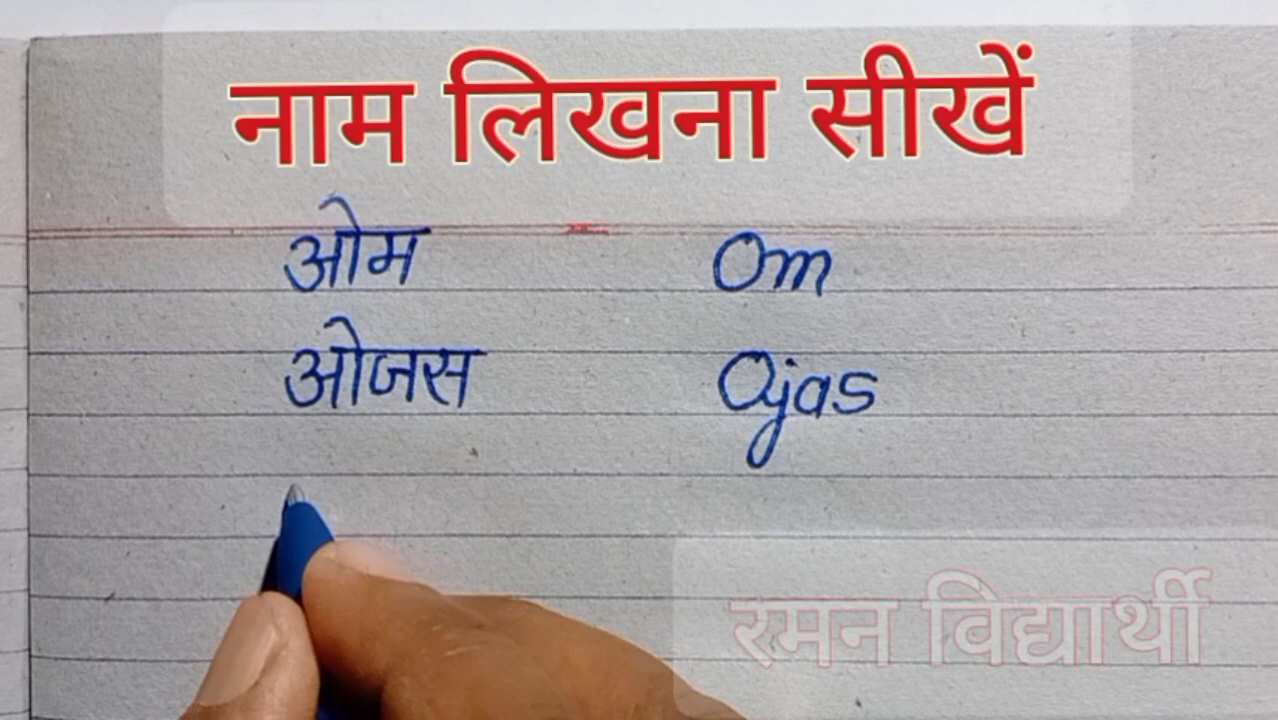 नाम लिखना सीखें
ओम Om
ओजस Ojas
रमन विद्यार्थी